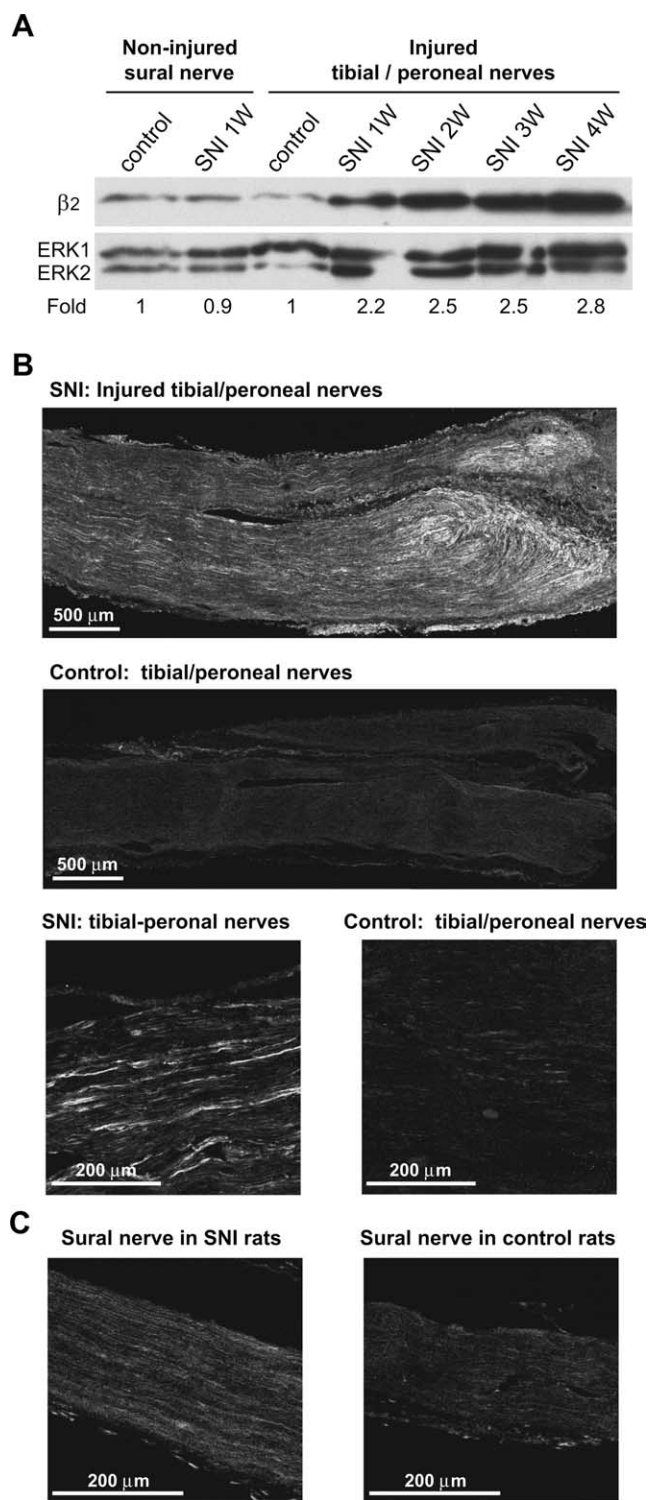 A
Non-injured
sural nerve
Injured
tibial / peroneal nerves
control
SNI 1W
control
SNI 1W
SNI 2W
SNI 3W
SNI 4W
β2
ERK1
ERK2
Fold 1 0.9 1 2.2 2.5 2.5 2.8
B
SNI: Injured tibial/peroneal nerves
500 μm
Control: tibial/peroneal nerves
500 μm
SNI: tibial-peronal nerves
Control: tibial/peroneal nerves
200 μm
200 μm
C
Sural nerve in SNI rats
Sural nerve in control rats
200 μm
200 μm